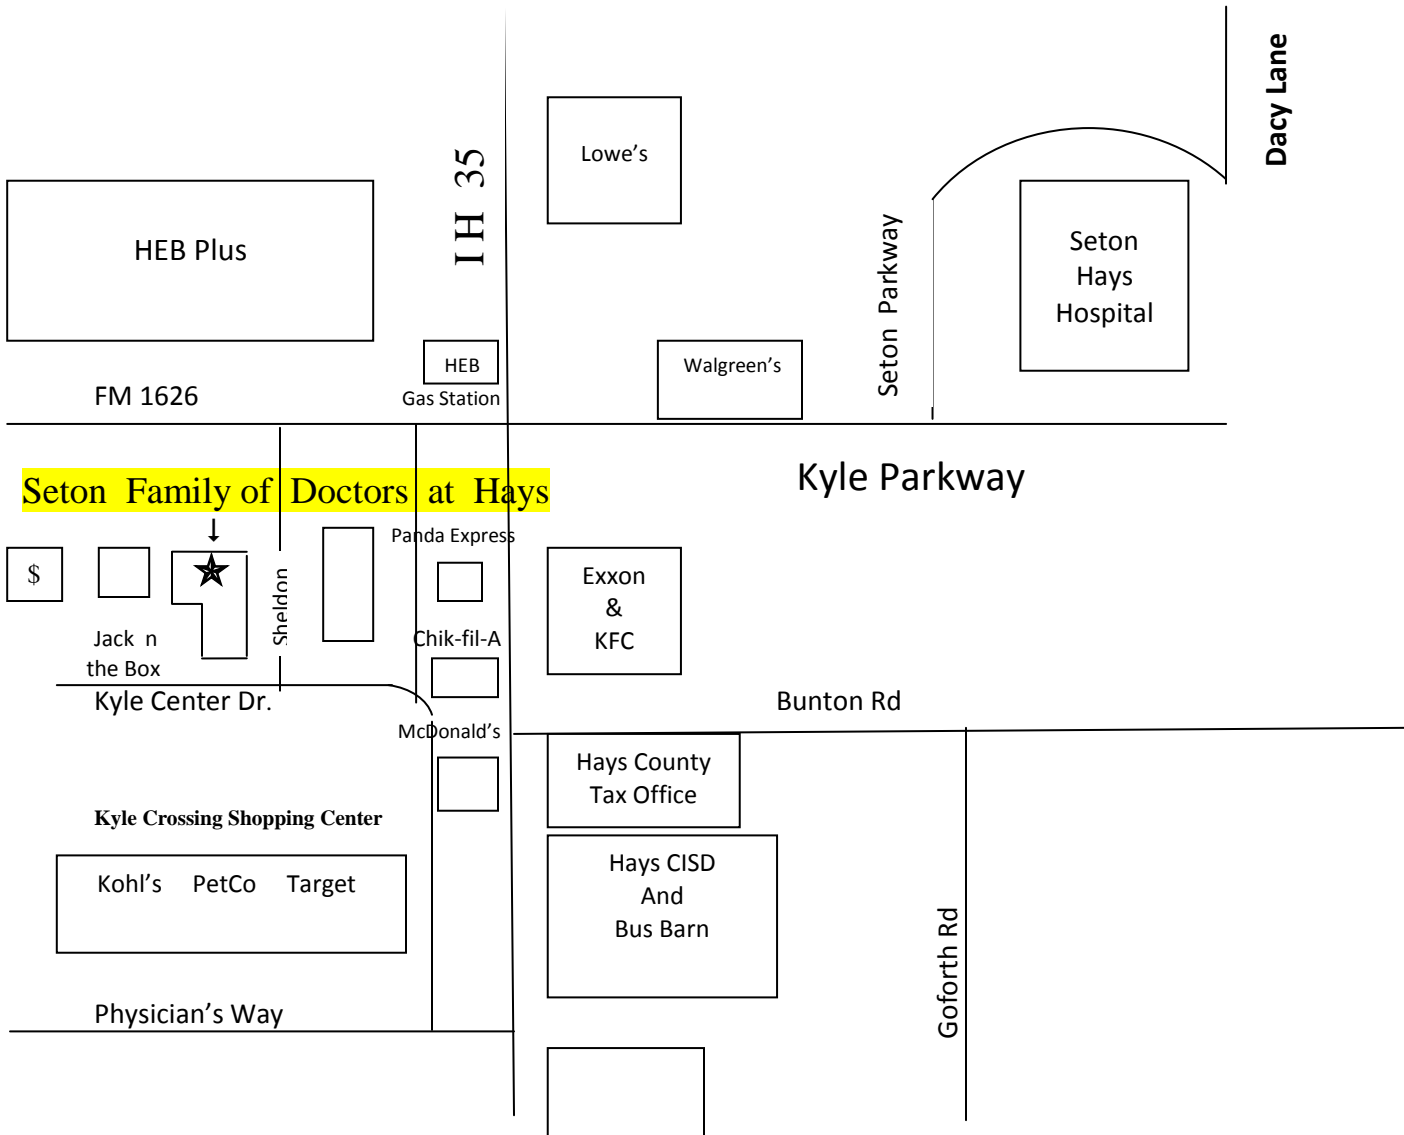 Dacy Lane
Lowe's
I H 35
HEB Plus
Seton Parkway
Seton
Hays
Hospital
HEB
Gas Station
Walgreen's
FM 1626
Kyle Parkway
Seton Family of Doctors at Hays
Panda Express
$
Jack n
the Box
Sheldon
Chik-fil-A
Exxon
&
KFC
Kyle Center Dr.
Bunton Rd
McDonald's
Hays County
Tax Office
Kyle Crossing Shopping Center
Kohl's PetCo Target
Hays CISD
And
Bus Barn
Goforth Rd
Physician's Way